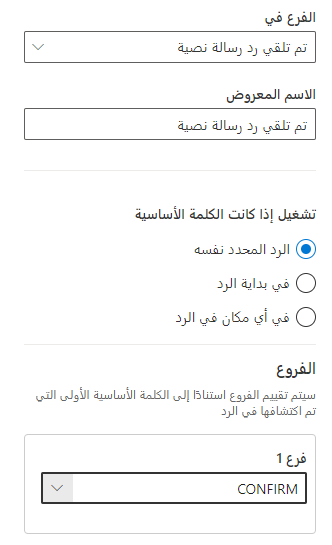 الفرع في
تم تلقي رد رسالة نصية
الاسم المعروض
تم تلقي رد رسالة نصية
تشغيل إذا كانت الكلمة الأساسية
الرد المحدد نفسه
في بداية الرد
في أي مكان في الرد
الفروع
سيتم تقييم الفروع استنادًا إلى الكلمة الأساسية الأولى التي
تم اكتشافها في الرد
فرع 1
CONFIRM